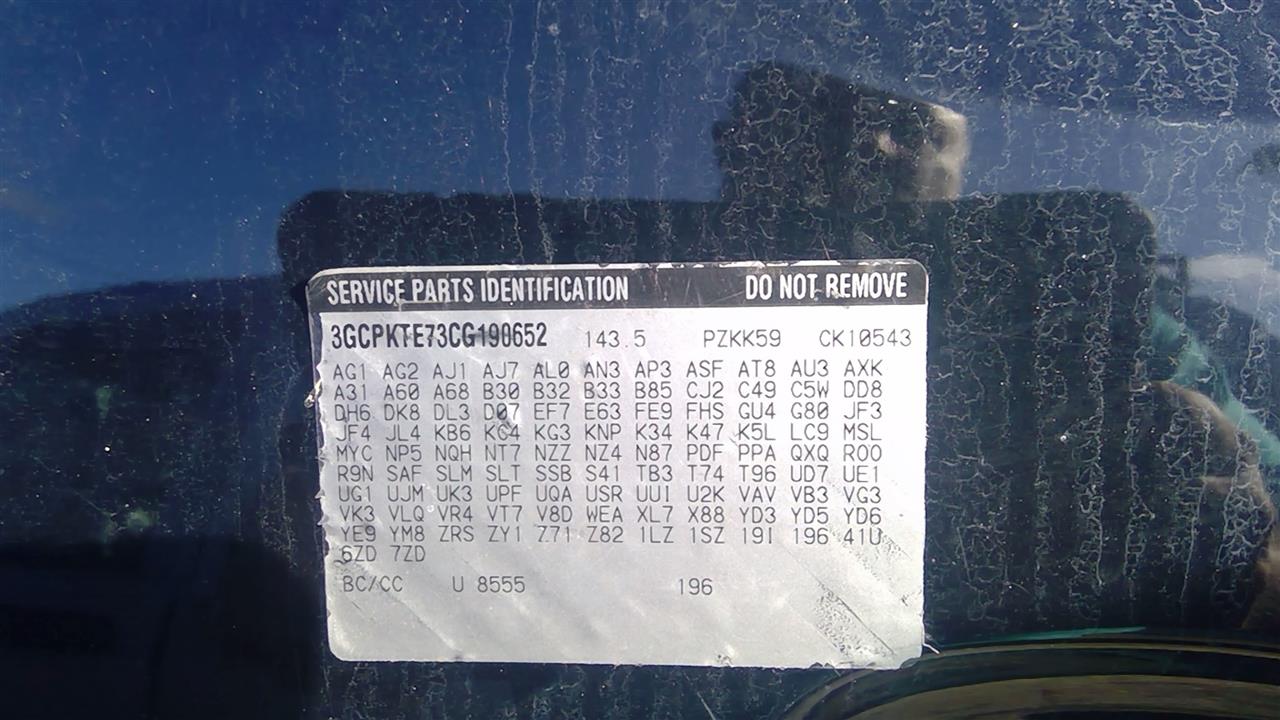 SERVICE PARTS IDENTIFICATION DO NOT REMOVE
3GCPKTE73CG190652 143.5 PZKK59 CK10543
AG1 AG2 AJ1 AJ7 AL0 AN3 AP3 ASF AT8 AU3 AXK
A31 A60 A68 B30 B32 B33 B85 CJ2 C49 C5W DD8
DH6 DK8 DL3 D07 EF7 E63 FE9 FHS GU4 G80 JF3
JF4 JL4 KB6 KC4 KG3 KNP K34 K47 K5L LC9 MSL
MYC NP5 NQH NT7 NZZ NZ4 N87 PDF PPA QXQ R00
R9N SAF SLM SLT SSB S41 TB3 T74 T96 UD7 UE1
UG1 UJM UK3 UPF UQA USR UUI U2K VAV VB3 VG3
VK3 VLQ VR4 VT7 V8D WEA XL7 X88 YD3 YD5 YD6
YE9 YM8 ZRS ZY1 Z71 Z82 1LZ 1SZ 19I 196 41U
6ZD 7ZD
BC/CC U 8555 196